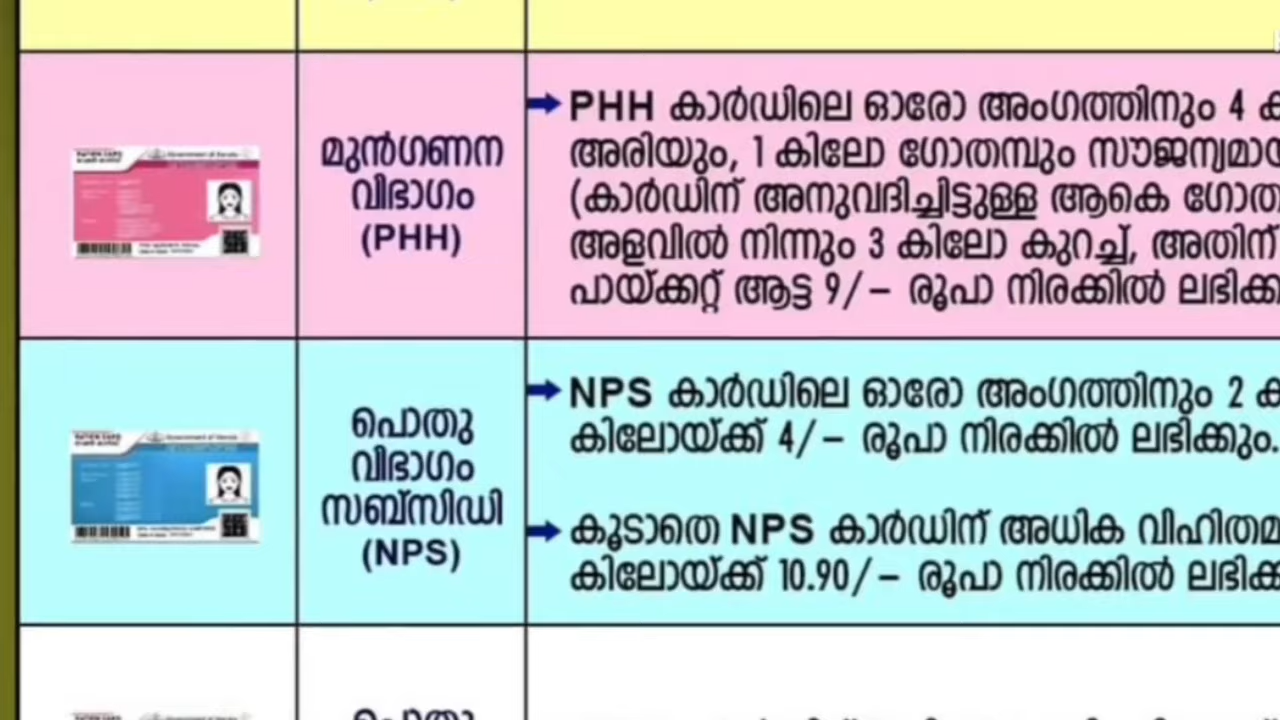 മുൻഗണന
വിഭാഗം
(PHH)
PHH കാർഡിലെ ഓരോ അംഗത്തിനും 4
അരിയും, 1 കിലോ ഗോതമ്പും സൗജന്യമായ
(കാർഡിന് അനുവദിച്ചിട്ടുള്ള ആകെ ഗോത
അളവിൽ നിന്നും 3 കിലോ കുറച്ച്, അതിന്
പായ്ക്കറ്റ് ആട്ട 9/– രൂപാ നിരക്കിൽ ലഭിക്ക
പൊതു
വിഭാഗം
സബ്സിഡി
(NPS)
NPS കാർഡിലെ ഓരോ അംഗത്തിനും 2
കിലോയ്ക്ക് 4/– രൂപാ നിരക്കിൽ ലഭിക്കും.
കൂടാതെ NPS കാർഡിന് അധിക വിഹിതമ
കിലോയ്ക്ക് 10.90/– രൂപാ നിരക്കിൽ ലഭിക്ക